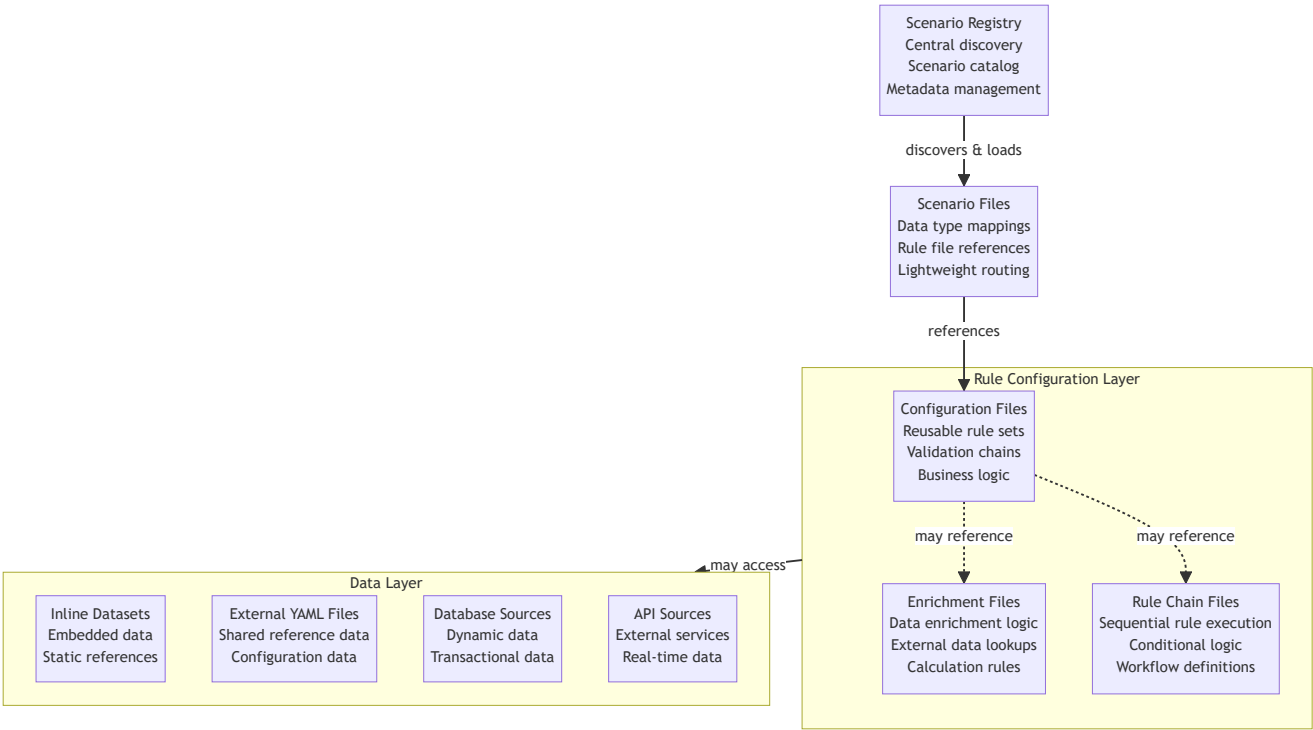 Scenario Registry
Central discovery
Scenario catalog
Metadata management
discovers & loads
Scenario Files
Data type mappings
Rule file references
Lightweight routing
references
Rule Configuration Layer
Configuration Files
Reusable rule sets
Validation chains
Business logic
may reference
may reference
may access
Data Layer
Inline Datasets
Embedded data
Static references
External YAML Files
Shared reference data
Configuration data
Database Sources
Dynamic data
Transactional data
API Sources
External services
Real-time data
Enrichment Files
Data enrichment logic
External data lookups
Calculation rules
Rule Chain Files
Sequential rule execution
Conditional logic
Workflow definitions